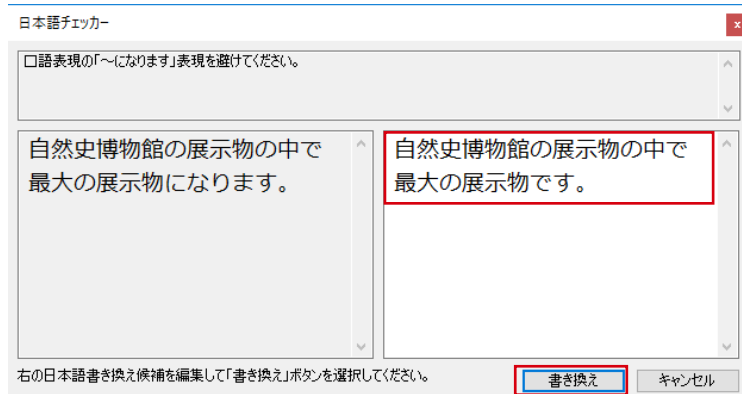 日本語チェッカー
x
口語表現の「～になります」表現を避けてください。
自然史博物館の展示物の中で
最大の展示物になります。
自然史博物館の展示物の中で
最大の展示物です。
右の日本語書き換え候補を編集して「書き換え」ボタンを選択してください。
書き換え
キャンセル